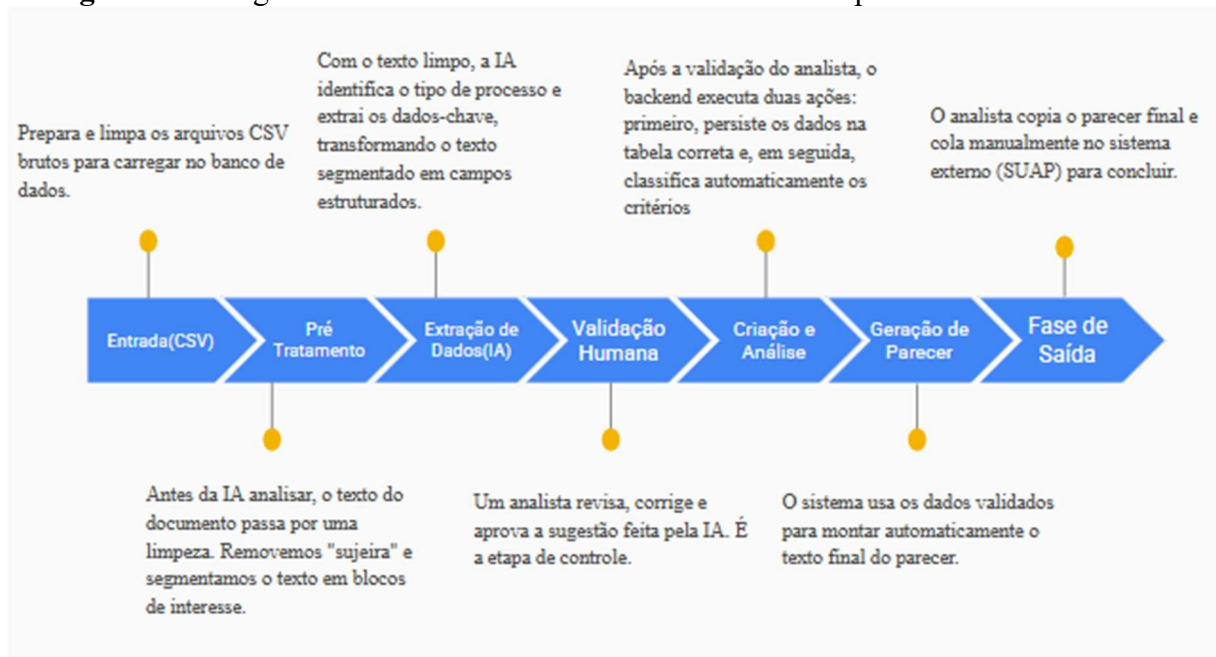 Com o texto limpo, a IA
identifica o tipo de processo e
extrai os dados-chave,
transformando o texto
segmentado em campos
estruturados.
Após a validação do analista, o
backend executa duas ações:
primeiro, persiste os dados na
tabela correta e, em seguida,
classifica automaticamente os
critérios
Prepara e limpa os arquivos CSV
brutos para carregar no banco de
dados.
O analista copia o parecer final e
cola manualmente no sistema
externo (SUAP) para concluir.
Entrada(CSV)
Pré
Tratamento
Extração de
Dados(IA)
Validação
Humana
Criação e
Análise
Geração de
Parecer
Fase de
Saída
Antes da IA analisar, o texto do
documento passa por uma
limpeza. Removemos "sujeira" e
segmentamos o texto em blocos
de interesse.
Um analista revisa, corrige e
aprova a sugestão feita pela IA. É
a etapa de controle.
O sistema usa os dados validados
para montar automaticamente o
texto final do parecer.